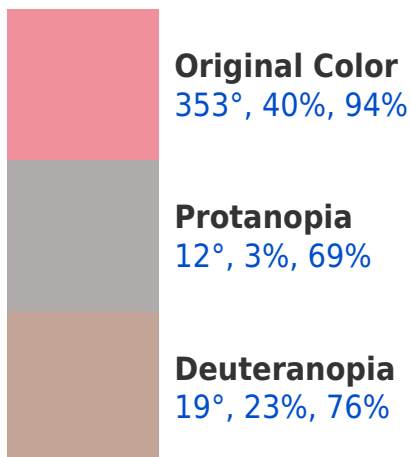 Original Color
353°, 40%, 94%
Protanopia
12°, 3%, 69%
Deuteranopia
19°, 23%, 76%